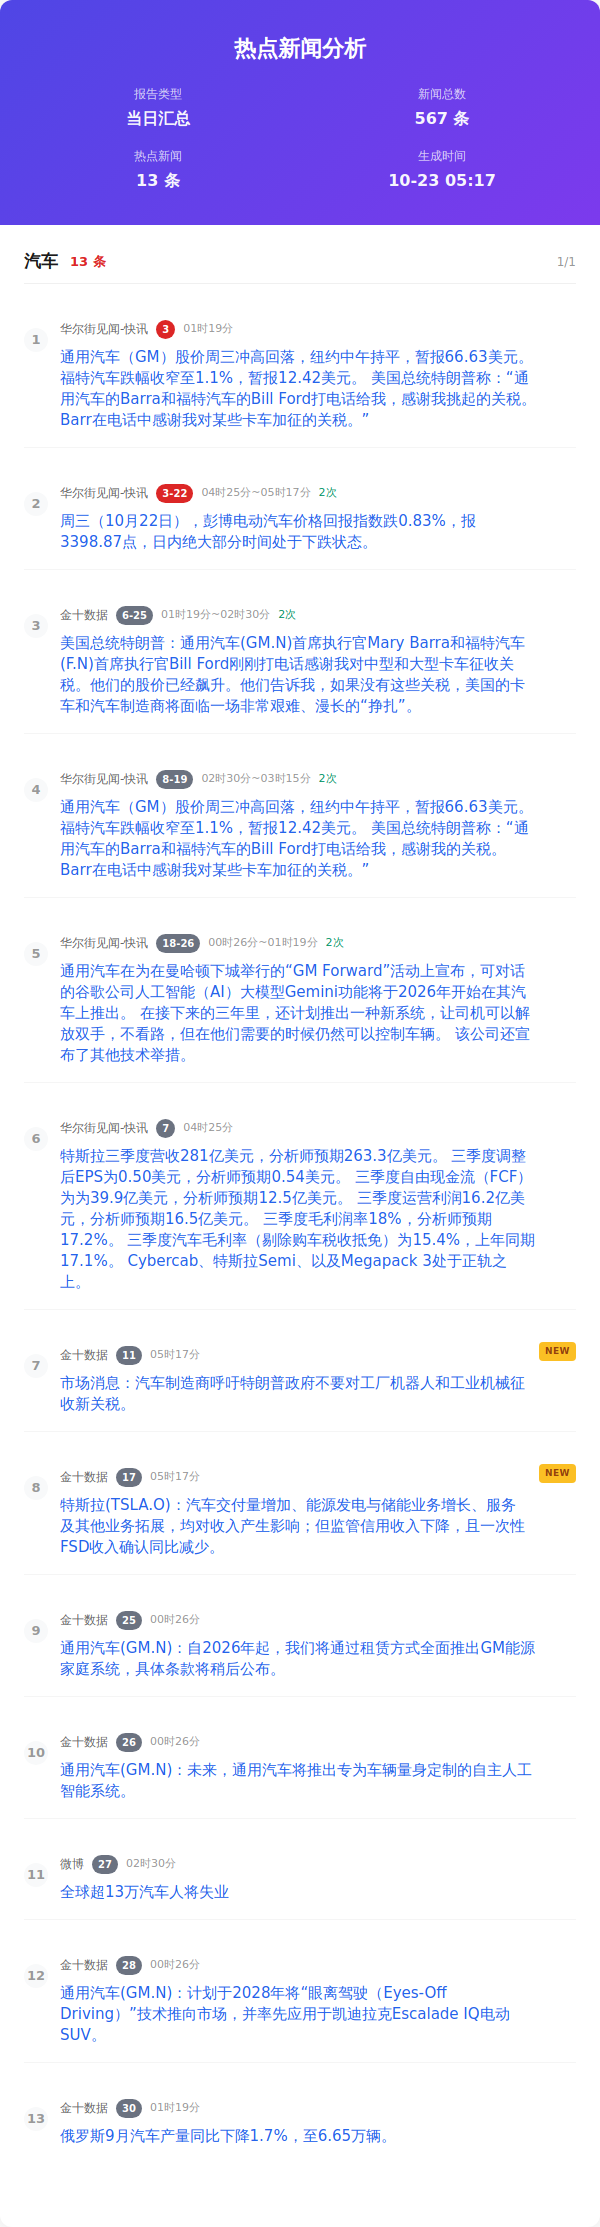 热点新闻分析
报告类型
当日汇总
新闻总数
567 条
热点新闻
13 条
生成时间
10-23 05:17
汽车 13 条 1/1
1
华尔街见闻-快讯 3 01时19分
通用汽车（GM）股价周三冲高回落，纽约中午持平，暂报66.63美元。
福特汽车跌幅收窄至1.1%，暂报12.42美元。 美国总统特朗普称：“通
用汽车的Barra和福特汽车的Bill Ford打电话给我，感谢我挑起的关税。
Barr在电话中感谢我对某些卡车加征的关税。”
2
华尔街见闻-快讯 3-22 04时25分~05时17分 2次
周三（10月22日），彭博电动汽车价格回报指数跌0.83%，报
3398.87点，日内绝大部分时间处于下跌状态。
3
金十数据 6-25 01时19分~02时30分 2次
美国总统特朗普：通用汽车(GM.N)首席执行官Mary Barra和福特汽车
(F.N)首席执行官Bill Ford刚刚打电话感谢我对中型和大型卡车征收关
税。他们的股价已经飙升。他们告诉我，如果没有这些关税，美国的卡
车和汽车制造商将面临一场非常艰难、漫长的“挣扎”。
4
华尔街见闻-快讯 8-19 02时30分~03时15分 2次
通用汽车（GM）股价周三冲高回落，纽约中午持平，暂报66.63美元。
福特汽车跌幅收窄至1.1%，暂报12.42美元。 美国总统特朗普称：“通
用汽车的Barra和福特汽车的Bill Ford打电话给我，感谢我的关税。
Barr在电话中感谢我对某些卡车加征的关税。”
5
华尔街见闻-快讯 18-26 00时26分~01时19分 2次
通用汽车在为在曼哈顿下城举行的“GM Forward”活动上宣布，可对话
的谷歌公司人工智能（AI）大模型Gemini功能将于2026年开始在其汽
车上推出。 在接下来的三年里，还计划推出一种新系统，让司机可以解
放双手，不看路，但在他们需要的时候仍然可以控制车辆。 该公司还宣
布了其他技术举措。
6
华尔街见闻-快讯 7 04时25分
特斯拉三季度营收281亿美元，分析师预期263.3亿美元。 三季度调整
后EPS为0.50美元，分析师预期0.54美元。 三季度自由现金流（FCF）
为为39.9亿美元，分析师预期12.5亿美元。 三季度运营利润16.2亿美
元，分析师预期16.5亿美元。 三季度毛利润率18%，分析师预期
17.2%。 三季度汽车毛利率（剔除购车税收抵免）为15.4%，上年同期
17.1%。 Cybercab、特斯拉Semi、以及Megapack 3处于正轨之
上。
7
金十数据 11 05时17分 NEW
市场消息：汽车制造商呼吁特朗普政府不要对工厂机器人和工业机械征
收新关税。
8
金十数据 17 05时17分 NEW
特斯拉(TSLA.O)：汽车交付量增加、能源发电与储能业务增长、服务
及其他业务拓展，均对收入产生影响；但监管信用收入下降，且一次性
FSD收入确认同比减少。
9
金十数据 25 00时26分
通用汽车(GM.N)：自2026年起，我们将通过租赁方式全面推出GM能源
家庭系统，具体条款将稍后公布。
10
金十数据 26 00时26分
通用汽车(GM.N)：未来，通用汽车将推出专为车辆量身定制的自主人工
智能系统。
11
微博 27 02时30分
全球超13万汽车人将失业
12
金十数据 28 00时26分
通用汽车(GM.N)：计划于2028年将“眼离驾驶（Eyes-Off
Driving）”技术推向市场，并率先应用于凯迪拉克Escalade IQ电动
SUV。
13
金十数据 30 01时19分
俄罗斯9月汽车产量同比下降1.7%，至6.65万辆。